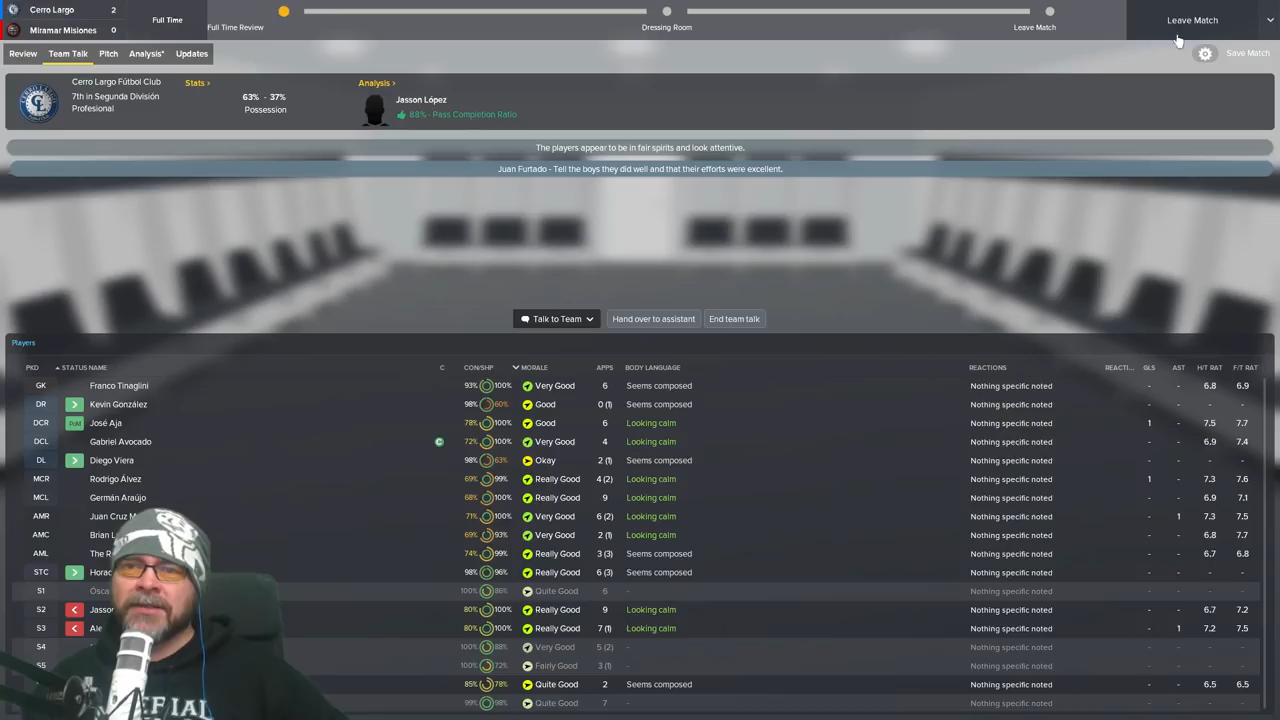 Cerro Largo 2
Miramar Misiones 0
Full Time
Full Time Review
Dressing Room
Leave Match
Leave Match
Review Team Talk Pitch Analysis* Updates
Save Match
Cerro Largo Fútbol Club
7th in Segunda División
Profesional
Stats >
63% - 37%
Possession
Analysis >
Jasson López
88% - Pass Completion Ratio
The players appear to be in fair spirits and look attentive.
Juan Furtado - Tell the boys they did well and that their efforts were excellent.
Talk to Team Hand over to assistant End team talk
Players
PKD STATUS NAME C CON/SHP MORALE APPS BODY LANGUAGE REACTIONS REACTI... GLS AST H/T RAT F/T RAT
GK Franco Tinaglini 93% 100% Very Good 6 Seems composed Nothing specific noted - - 6.8 6.9
DR Kevin González 98% 60% Good 0 (1) Seems composed Nothing specific noted - - - -
DCR PoM José Aja 78% 100% Good 6 Looking calm Nothing specific noted 1 - 7.5 7.7
DCL Gabriel Avocado C 72% 100% Very Good 4 Looking calm Nothing specific noted - - 6.9 7.4
DL Diego Viera 98% 63% Okay 2 (1) Seems composed Nothing specific noted - - - -
MCR Rodrigo Álvez 69% 99% Really Good 4 (2) Looking calm Nothing specific noted 1 - 7.3 7.6
MCL Germán Araújo 68% 100% Really Good 9 Looking calm Nothing specific noted - - 6.9 7.1
AMR Juan Cruz M 71% 100% Very Good 6 (2) Looking calm Nothing specific noted - 1 7.3 7.5
AMC Brian L 69% 93% Very Good 2 (1) Looking calm Nothing specific noted - - 6.8 7.7
AML The R 74% 99% Really Good 3 (3) Seems composed Nothing specific noted - - 6.7 6.8
STC Horac 98% 96% Really Good 6 (3) Seems composed Nothing specific noted - - - -
S1 Ósca 100% 86% Quite Good 6 - Nothing specific noted - - - -
S2 Jasso 80% 100% Really Good 9 Looking calm Nothing specific noted - - 6.7 7.2
S3 Ale 80% 100% Really Good 7 (1) Looking calm Nothing specific noted - 1 7.2 7.5
S4 100% 88% Very Good 5 (2) - Nothing specific noted - - - -
S5 100% 72% Fairly Good 3 (1) - Nothing specific noted - - - -
85% 78% Quite Good 2 Seems composed Nothing specific noted - - 6.5 6.5
99% 98% Quite Good 7 - Nothing specific noted - - - -